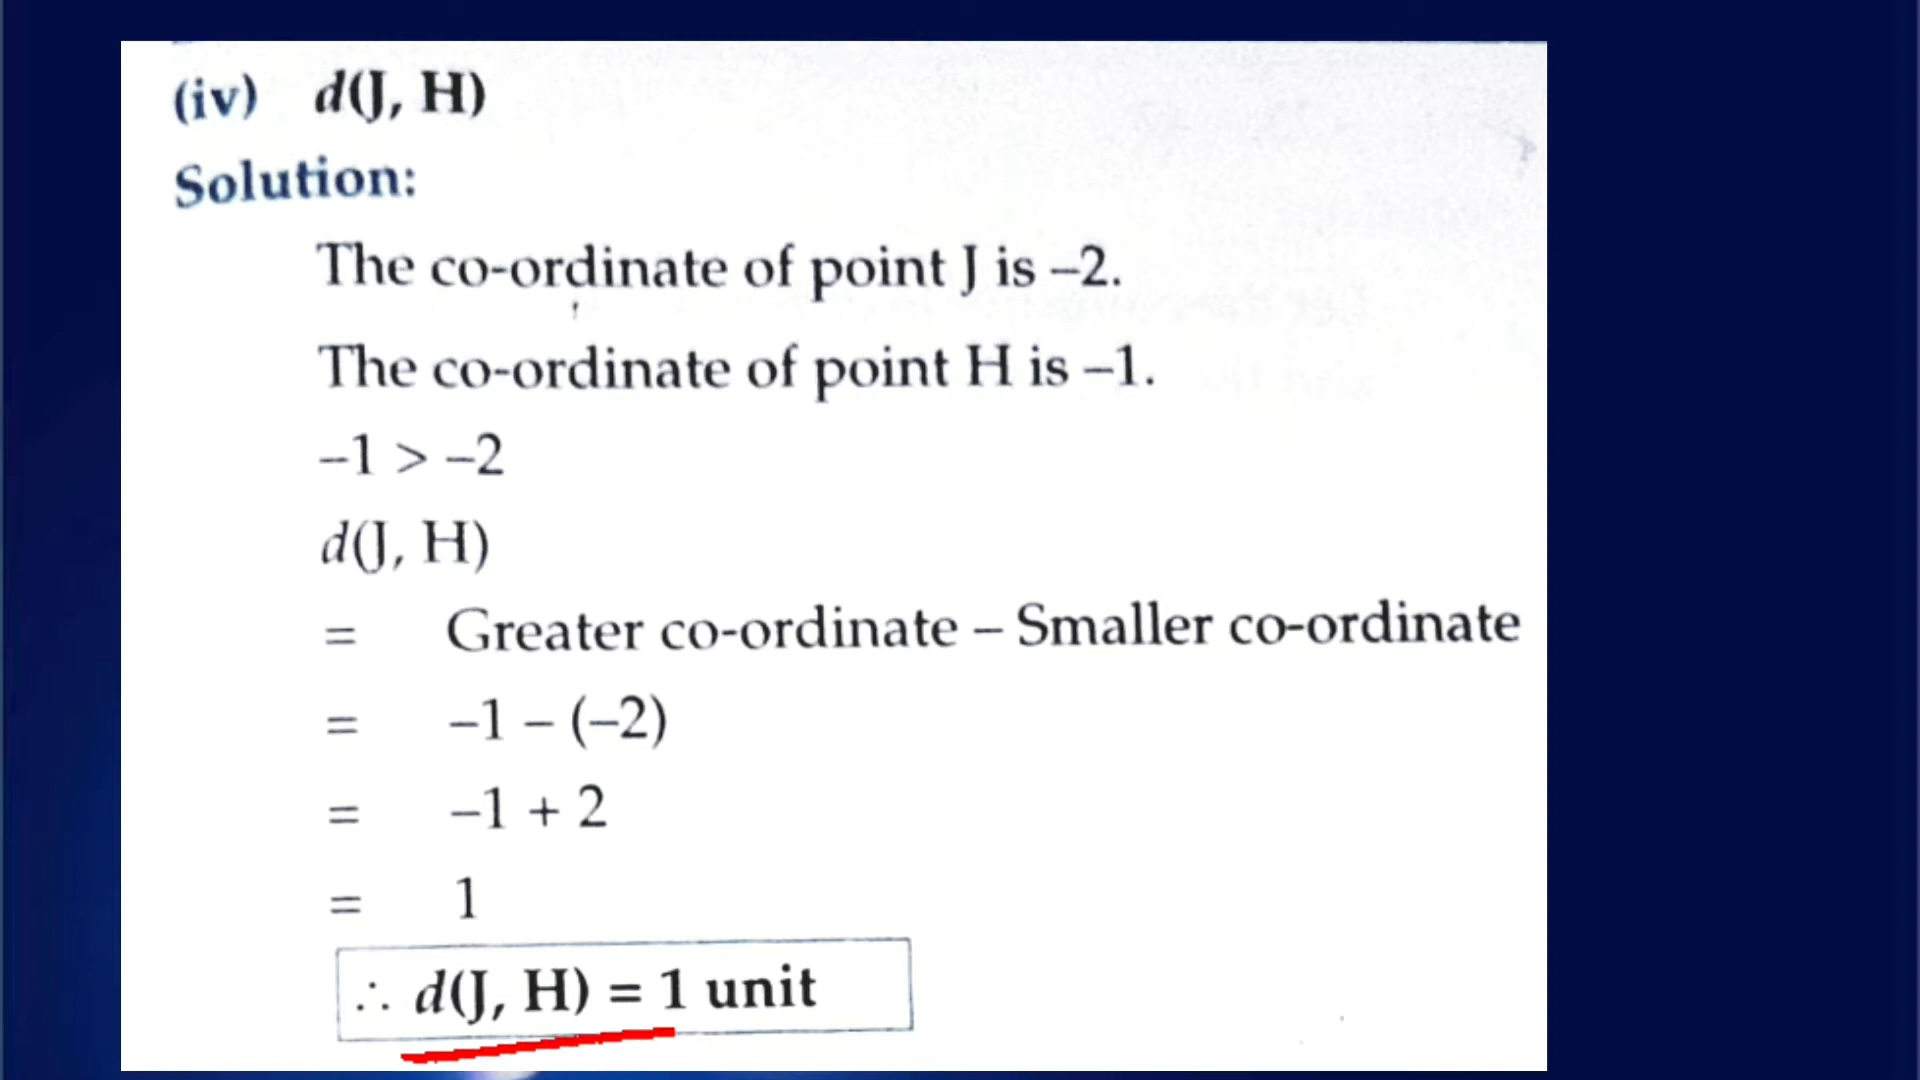 (iv) d(J, H)
Solution:
The co-ordinate of point J is –2.
The co-ordinate of point H is –1.
–1 > –2
d(J, H)
= Greater co-ordinate – Smaller co-ordinate
= –1 – (–2)
= –1 + 2
= 1
∴ d(J, H) = 1 unit